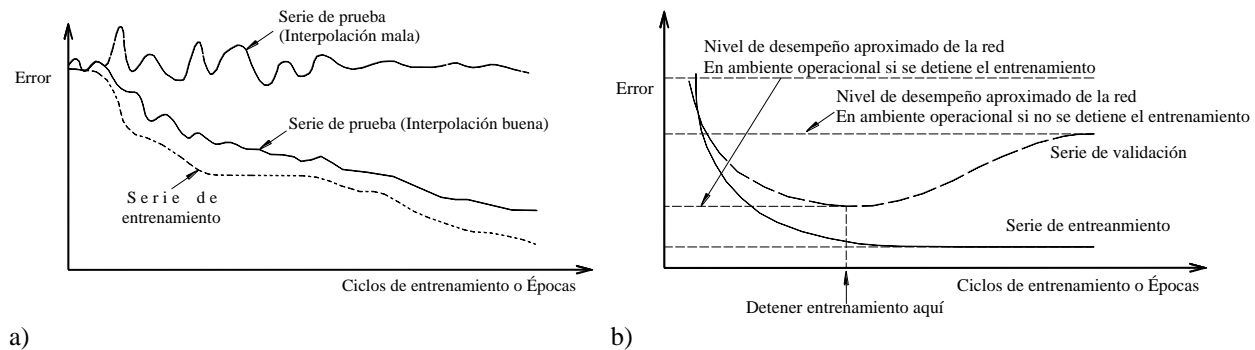 Serie de prueba
(Interpolación mala)
Error
Serie de prueba (Interpolación buena)
Serie de
entrenamiento
Ciclos de entrenamiento o Épocas
a)
Nivel de desempeño aproximado de la red
En ambiente operacional si se detiene el entrenamiento
Error
Nivel de desempeño aproximado de la red
En ambiente operacional si no se detiene el entrenamiento
Serie de validación
Serie de entreanmiento
Ciclos de entrenamiento o Épocas
Detener entrenamiento aquí
b)